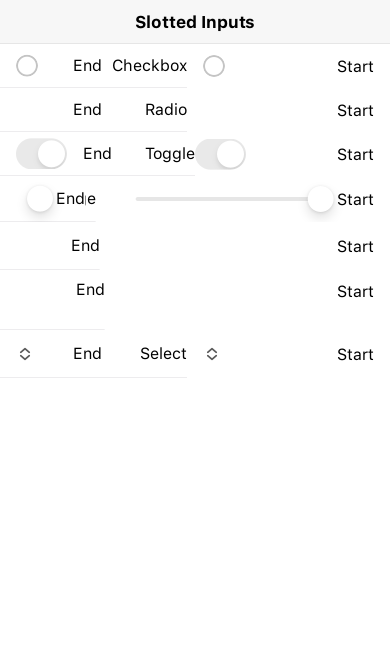 Slotted Inputs
End Checkbox Start
End Radio Start
End Toggle Start
End Start
End Start
End Start
End Select Start